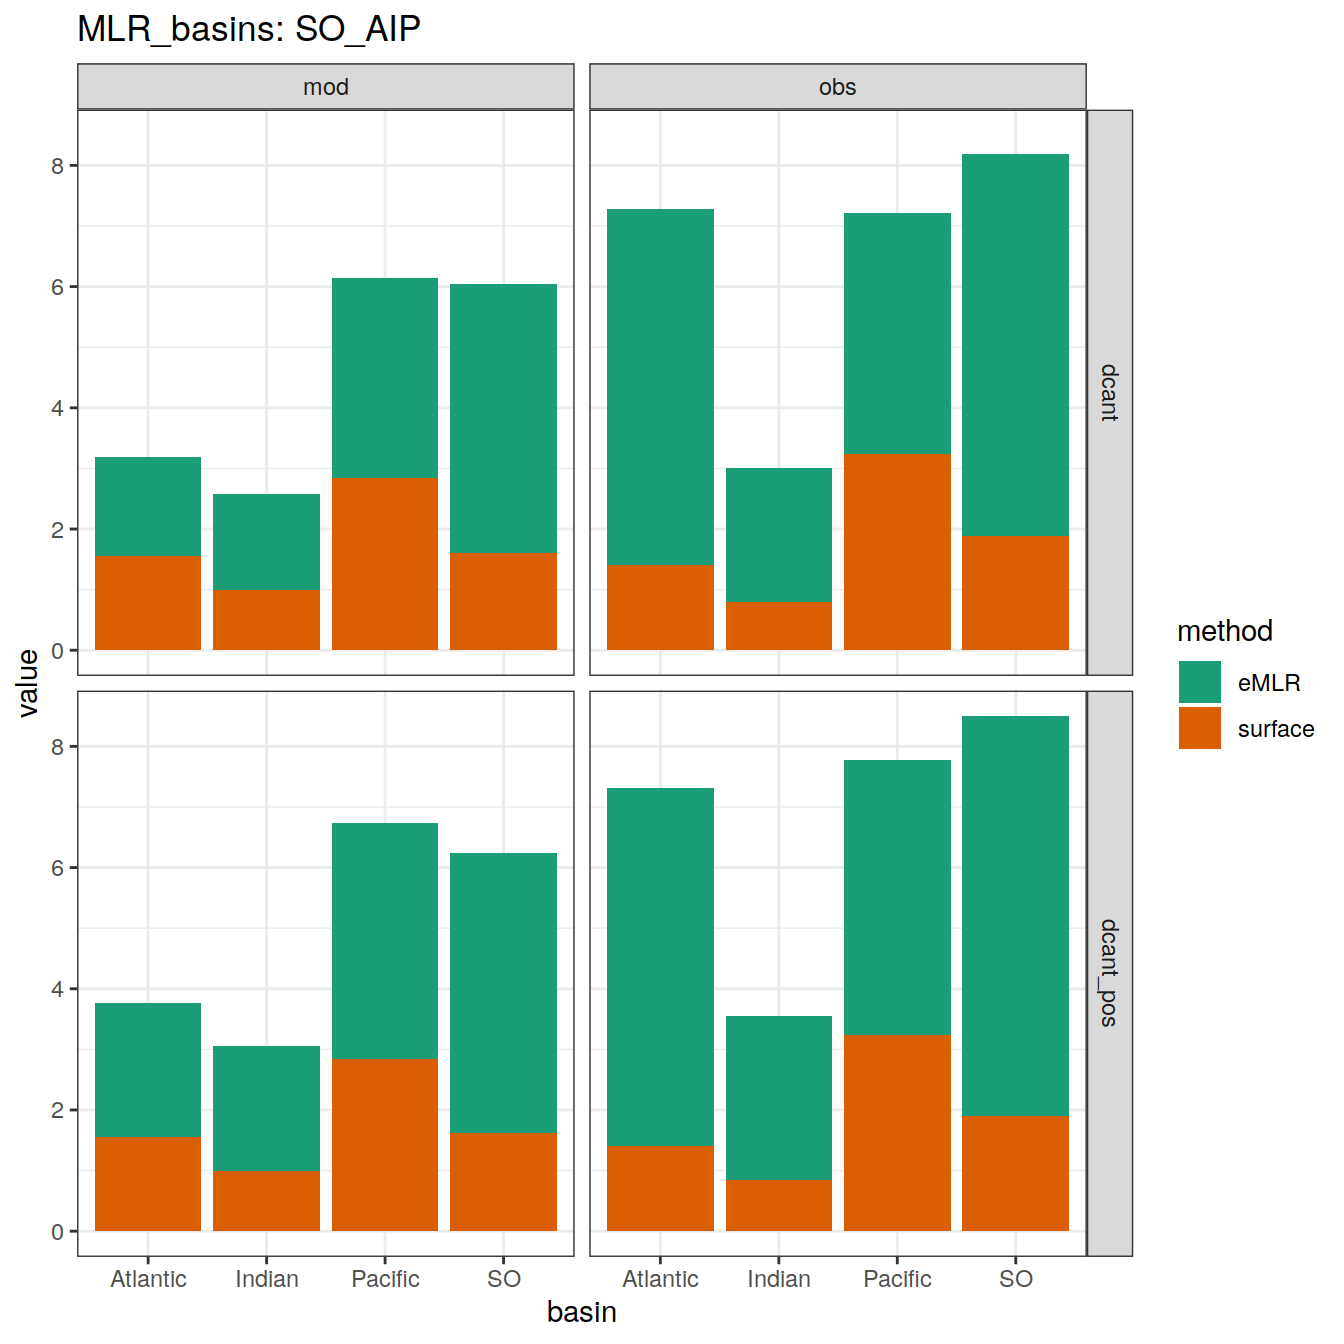 MLR_basins: SO_AIP
mod
obs
8
6
4
2
0
dcant
8
6
4
2
0
dcant_pos
value
Atlantic Indian Pacific SO
Atlantic Indian Pacific SO
basin
method
eMLR
surface